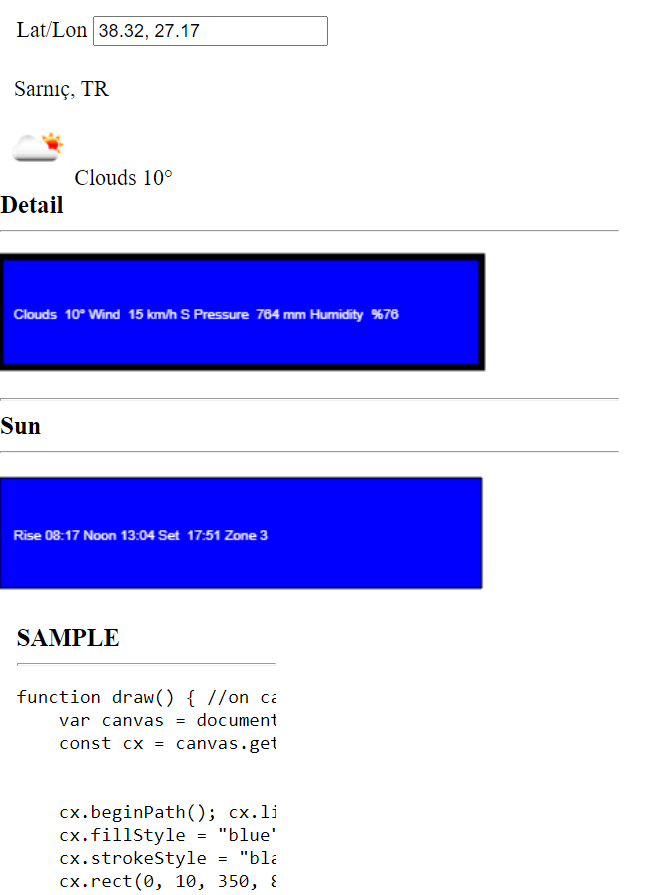 Lat/Lon 38.32, 27.17
Sarnıç, TR
Clouds 10°
Detail
Clouds 10° Wind 15 km/h S Pressure 764 mm Humidity %76
Sun
Rise 08:17 Noon 13:04 Set 17:51 Zone 3
SAMPLE
function draw() { //on ca
var canvas = document
const cx = canvas.get
cx.beginPath(); cx.li
cx.fillStyle = "blue"
cx.strokeStyle = "bla
cx.rect(0, 10, 350, 8